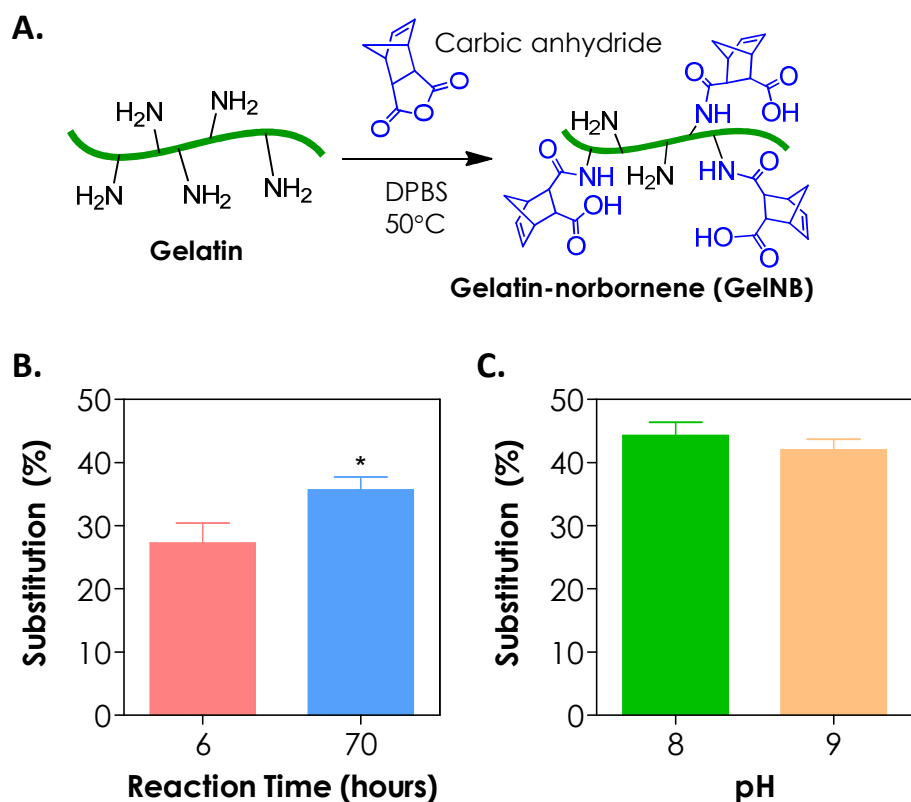 A.
Carbic anhydride
O
O
O
H₂N
NH₂
H₂N
NH₂
NH₂
Gelatin
DPBS
50°C
H₂N
H₂N
O
NH
OH
O
O
O
OH
NH
NH
O
HO
O
Gelatin-norbornene (GelNB)
B.
Substitution (%)
50
40
30
20
10
0
*
6
70
Reaction Time (hours)
C.
Substitution (%)
50
40
30
20
10
0
8
9
pH